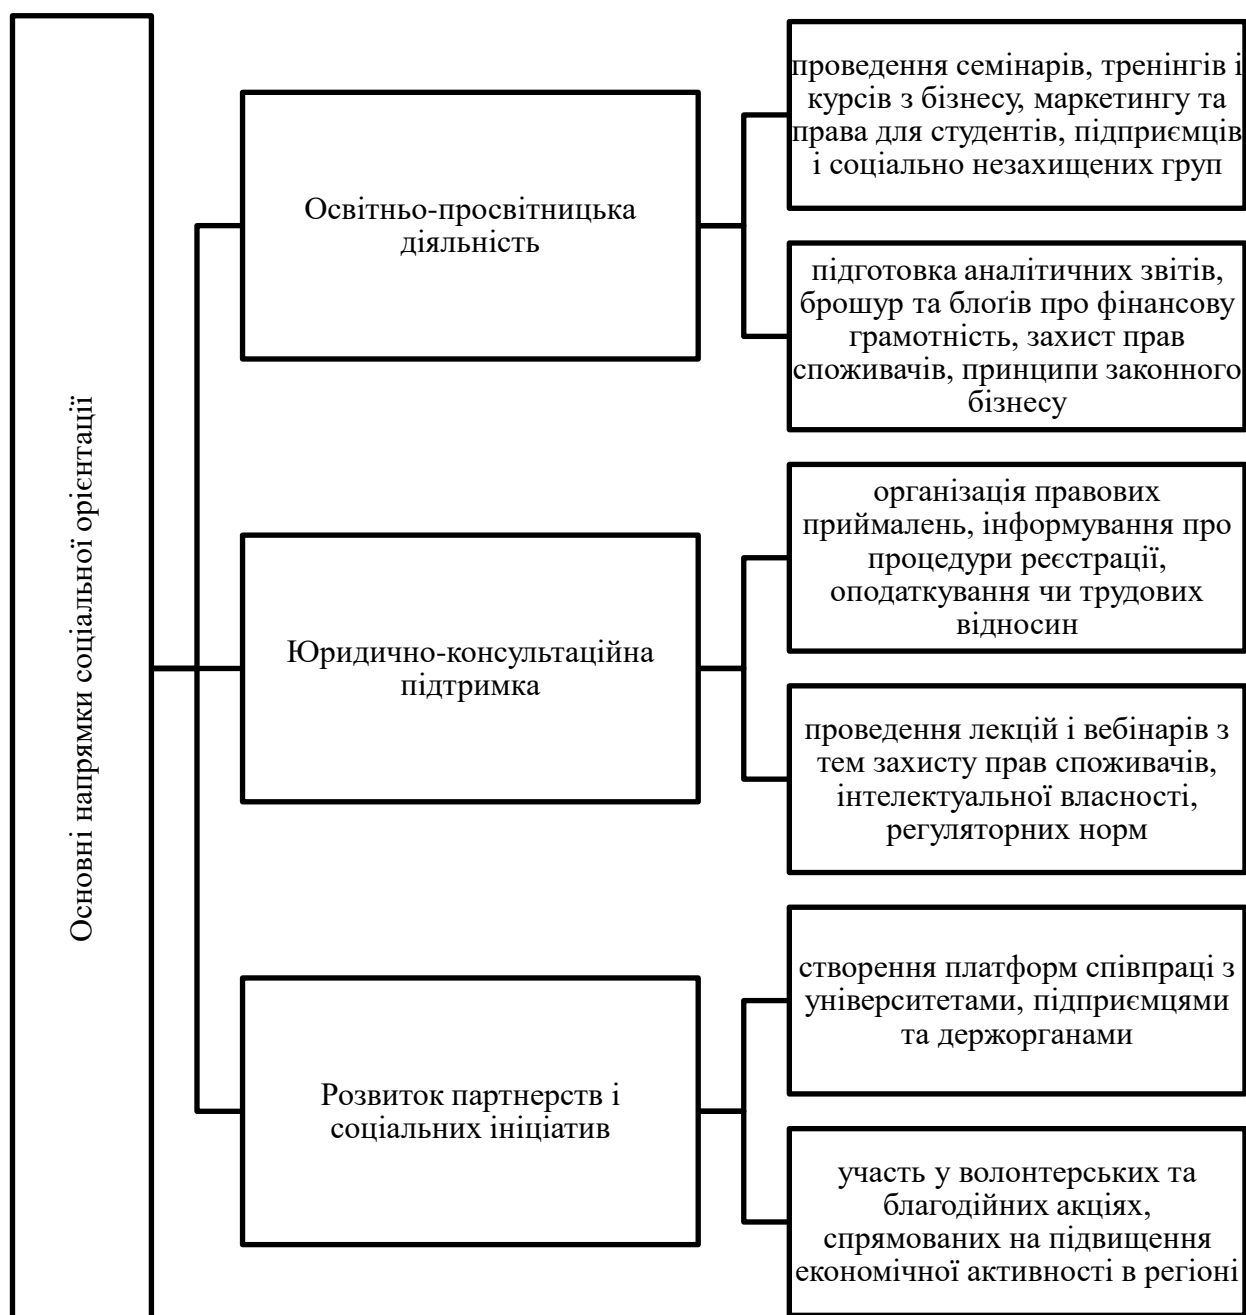 Основні напрямки соціальної орієнтації
Освітньо-просвітницька
діяльність
проведення семінарів, тренінгів і
курсів з бізнесу, маркетингу та
права для студентів, підприємців
і соціально незахищених груп
підготовка аналітичних звітів,
брошур та блоґів про фінансову
грамотність, захист прав
споживачів, принципи законного
бізнесу
Юридично-консультаційна
підтримка
організація правових
приймалень, інформування про
процедури реєстрації,
оподаткування чи трудових
відносин
проведення лекцій і вебінарів з
тем захисту прав споживачів,
інтелектуальної власності,
регуляторних норм
Розвиток партнерств і
соціальних ініціатив
створення платформ співпраці з
університетами, підприємцями
та держорганами
участь у волонтерських та
благодійних акціях,
спрямованих на підвищення
економічної активності в регіоні